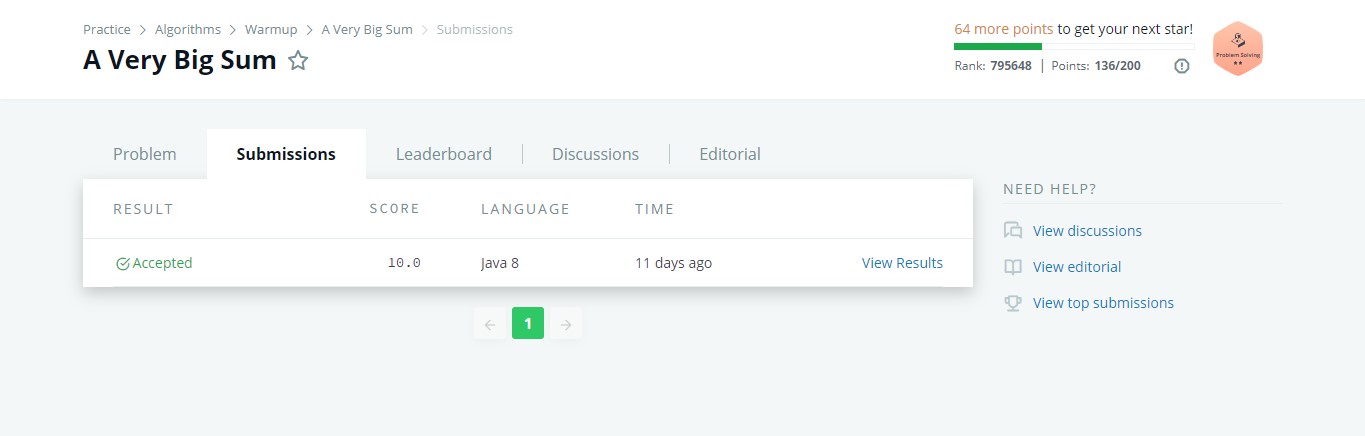 Practice > Algorithms > Warmup > A Very Big Sum > Submissions
A Very Big Sum
64 more points to get your next star!
Rank: 795648 | Points: 136/200
Problem Solving
Problem Submissions Leaderboard Discussions Editorial
RESULT SCORE LANGUAGE TIME
Accepted 10.0 Java 8 11 days ago View Results
1
NEED HELP?
View discussions
View editorial
View top submissions